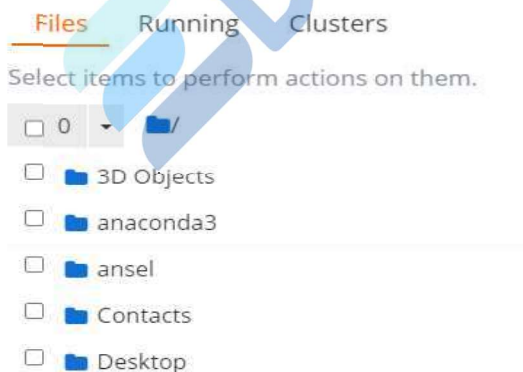 Files Running Clusters
Select items to perform actions on them.
0 /
3D Objects
anaconda3
ansel
Contacts
Desktop